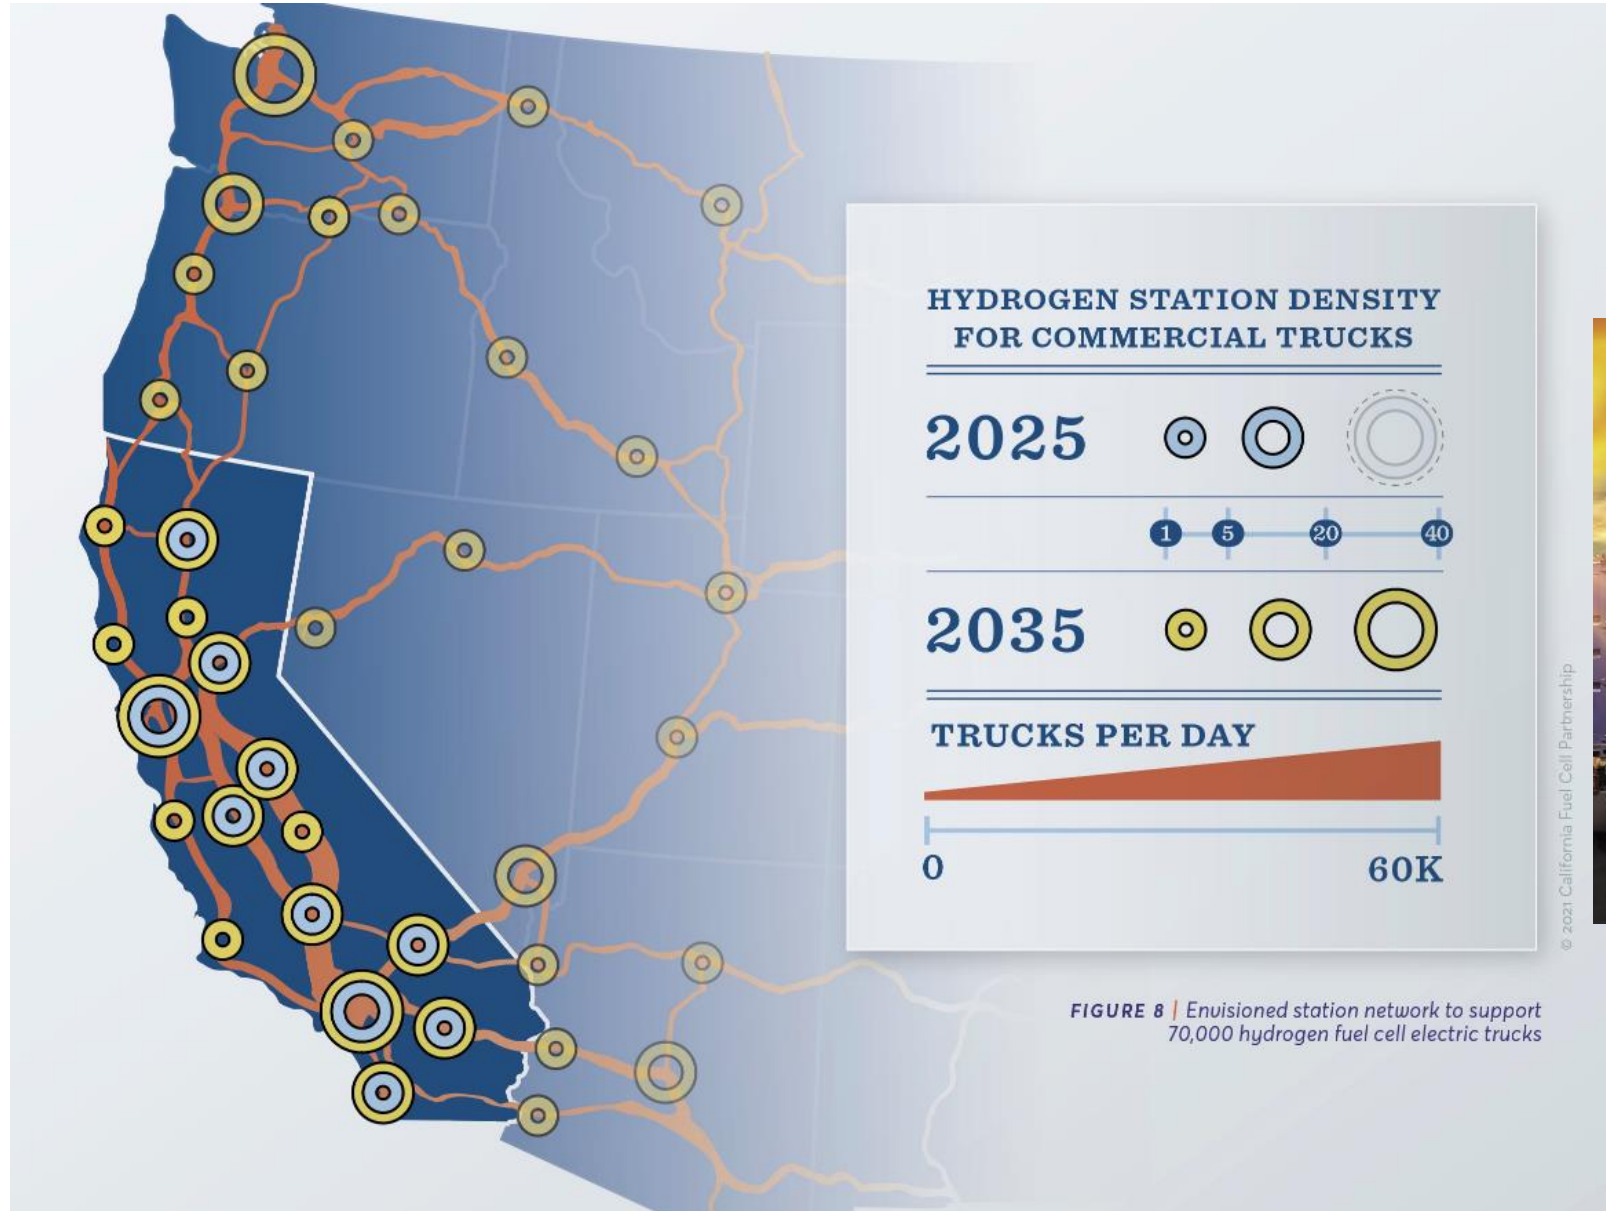 HYDROGEN STATION DENSITY
FOR COMMERCIAL TRUCKS
2025
1 5 20 40
2035
TRUCKS PER DAY
0 60K
© 2021 California Fuel Cell Partnership
FIGURE 8 | Envisioned station network to support
70,000 hydrogen fuel cell electric trucks